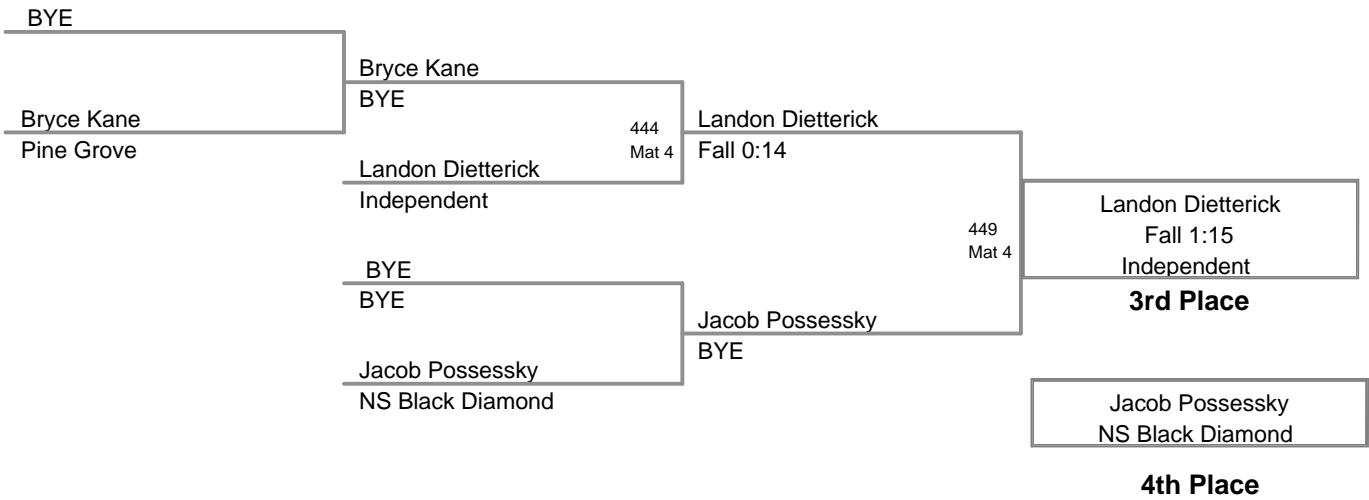 BYE
Bryce Kane
Pine Grove
Bryce Kane
BYE
Landon Dietterick
Independent
444
Mat 4
BYE
BYE
Jacob Possessky
NS Black Diamond
Landon Dietterick
Fall 0:14
Jacob Possessky
BYE
449
Mat 4
Landon Dietterick
Fall 1:15
Independent
3rd Place
Jacob Possessky
NS Black Diamond
4th Place